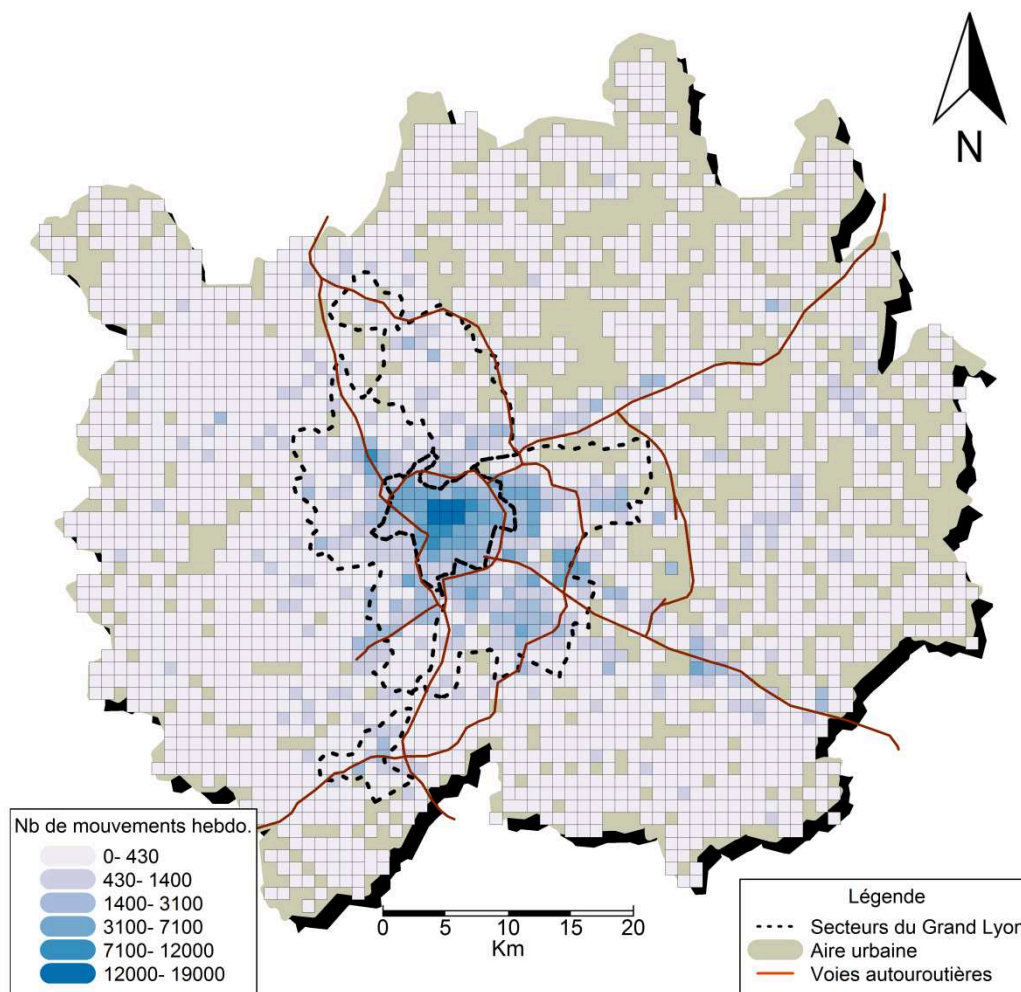 N
Nb de mouvements hebdo.
0- 430
430- 1400
1400- 3100
3100- 7100
7100- 12000
12000- 19000
0 5 10 15 20
Km
Légende
Secteurs du Grand Lyon
Aire urbaine
Voies autouroutières